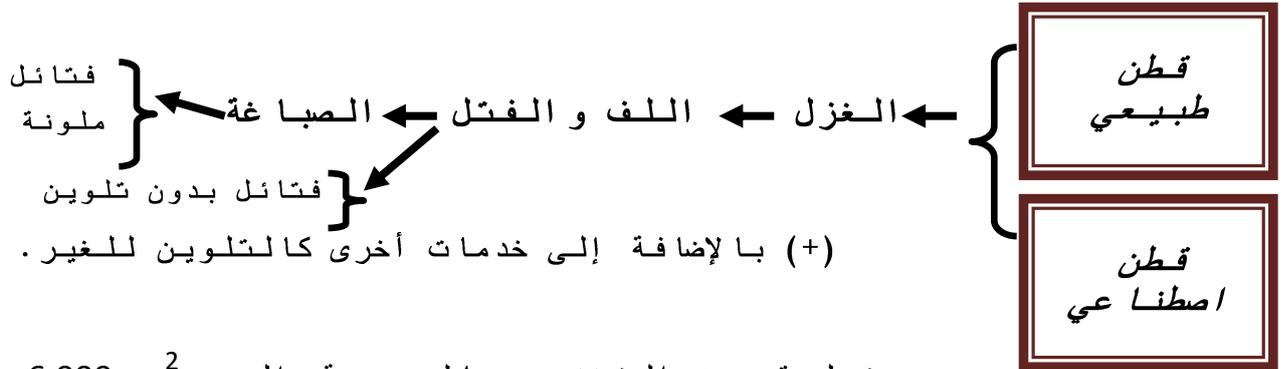 قطن
طبيعي
الغزل
اللف و الفتل
الصباغة
فتائل
ملونة
فتائل بدون تلوين
(+) بالإضافة إلى خدمات أخرى كالتلوين للغير.
قطن
اصطناعي
2